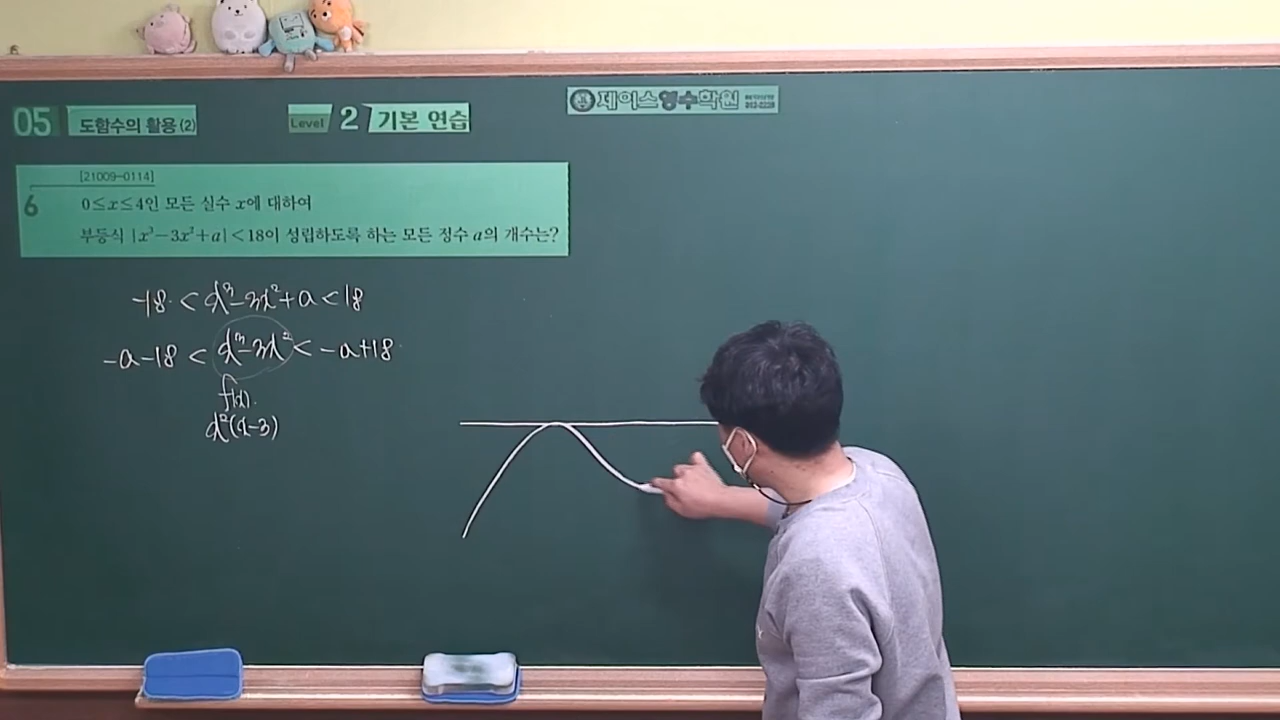 05 도함수의 활용 (2)
Level 2 기본 연습
제이스영수학원
[21009-0114]
6 0≤x≤4인 모든 실수 x에 대하여
부등식 |x³-3x²+a|<18이 성립하도록 하는 모든 정수 a의 개수는?
-18 < x³-3x²+a < 18
-a-18 < x³-3x² < -a+18
f(x).
x²(x-3)